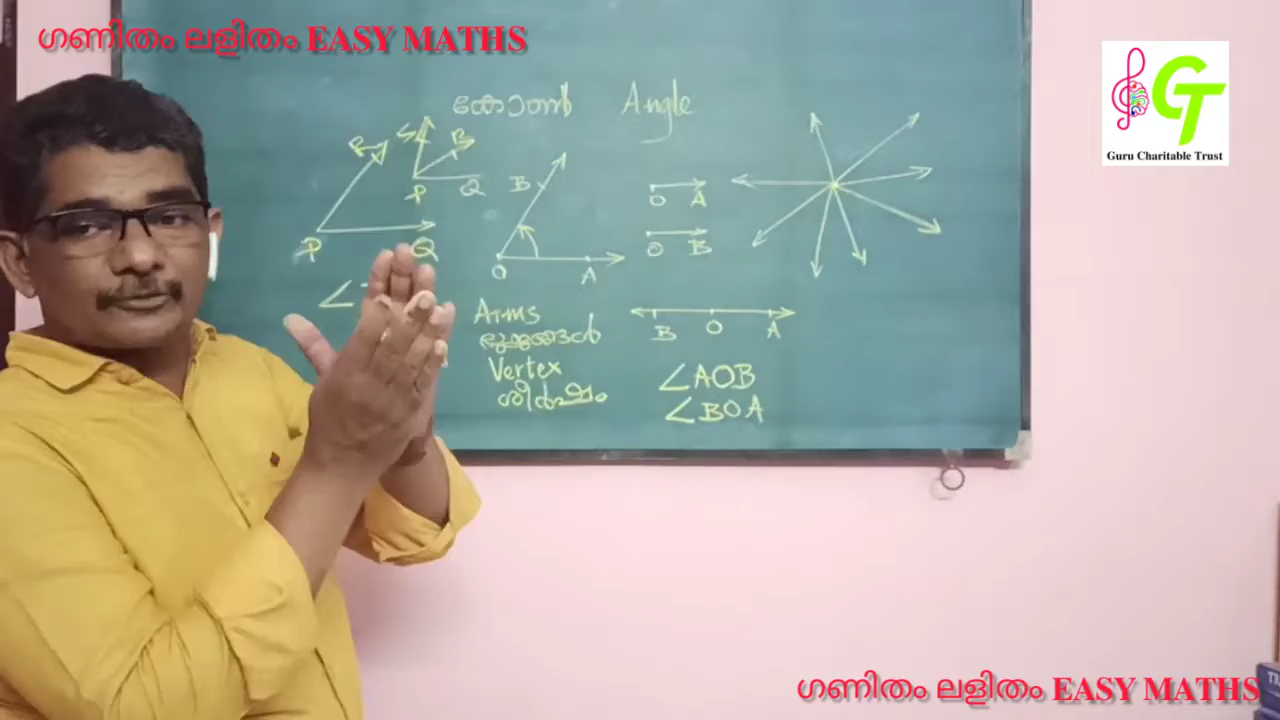 ഗണിതം ലളിതം EASY MATHS
GT
Guru Charitable Trust
കോൺ Angle
R
P
Q
S
R
P
Q
B
O
A
O A
O B
∠
Arms
ഭുജങ്ങൾ
Vertex
ശീർഷം
B O A
∠AOB
∠BOA
ഗണിതം ലളിതം EASY MATHS